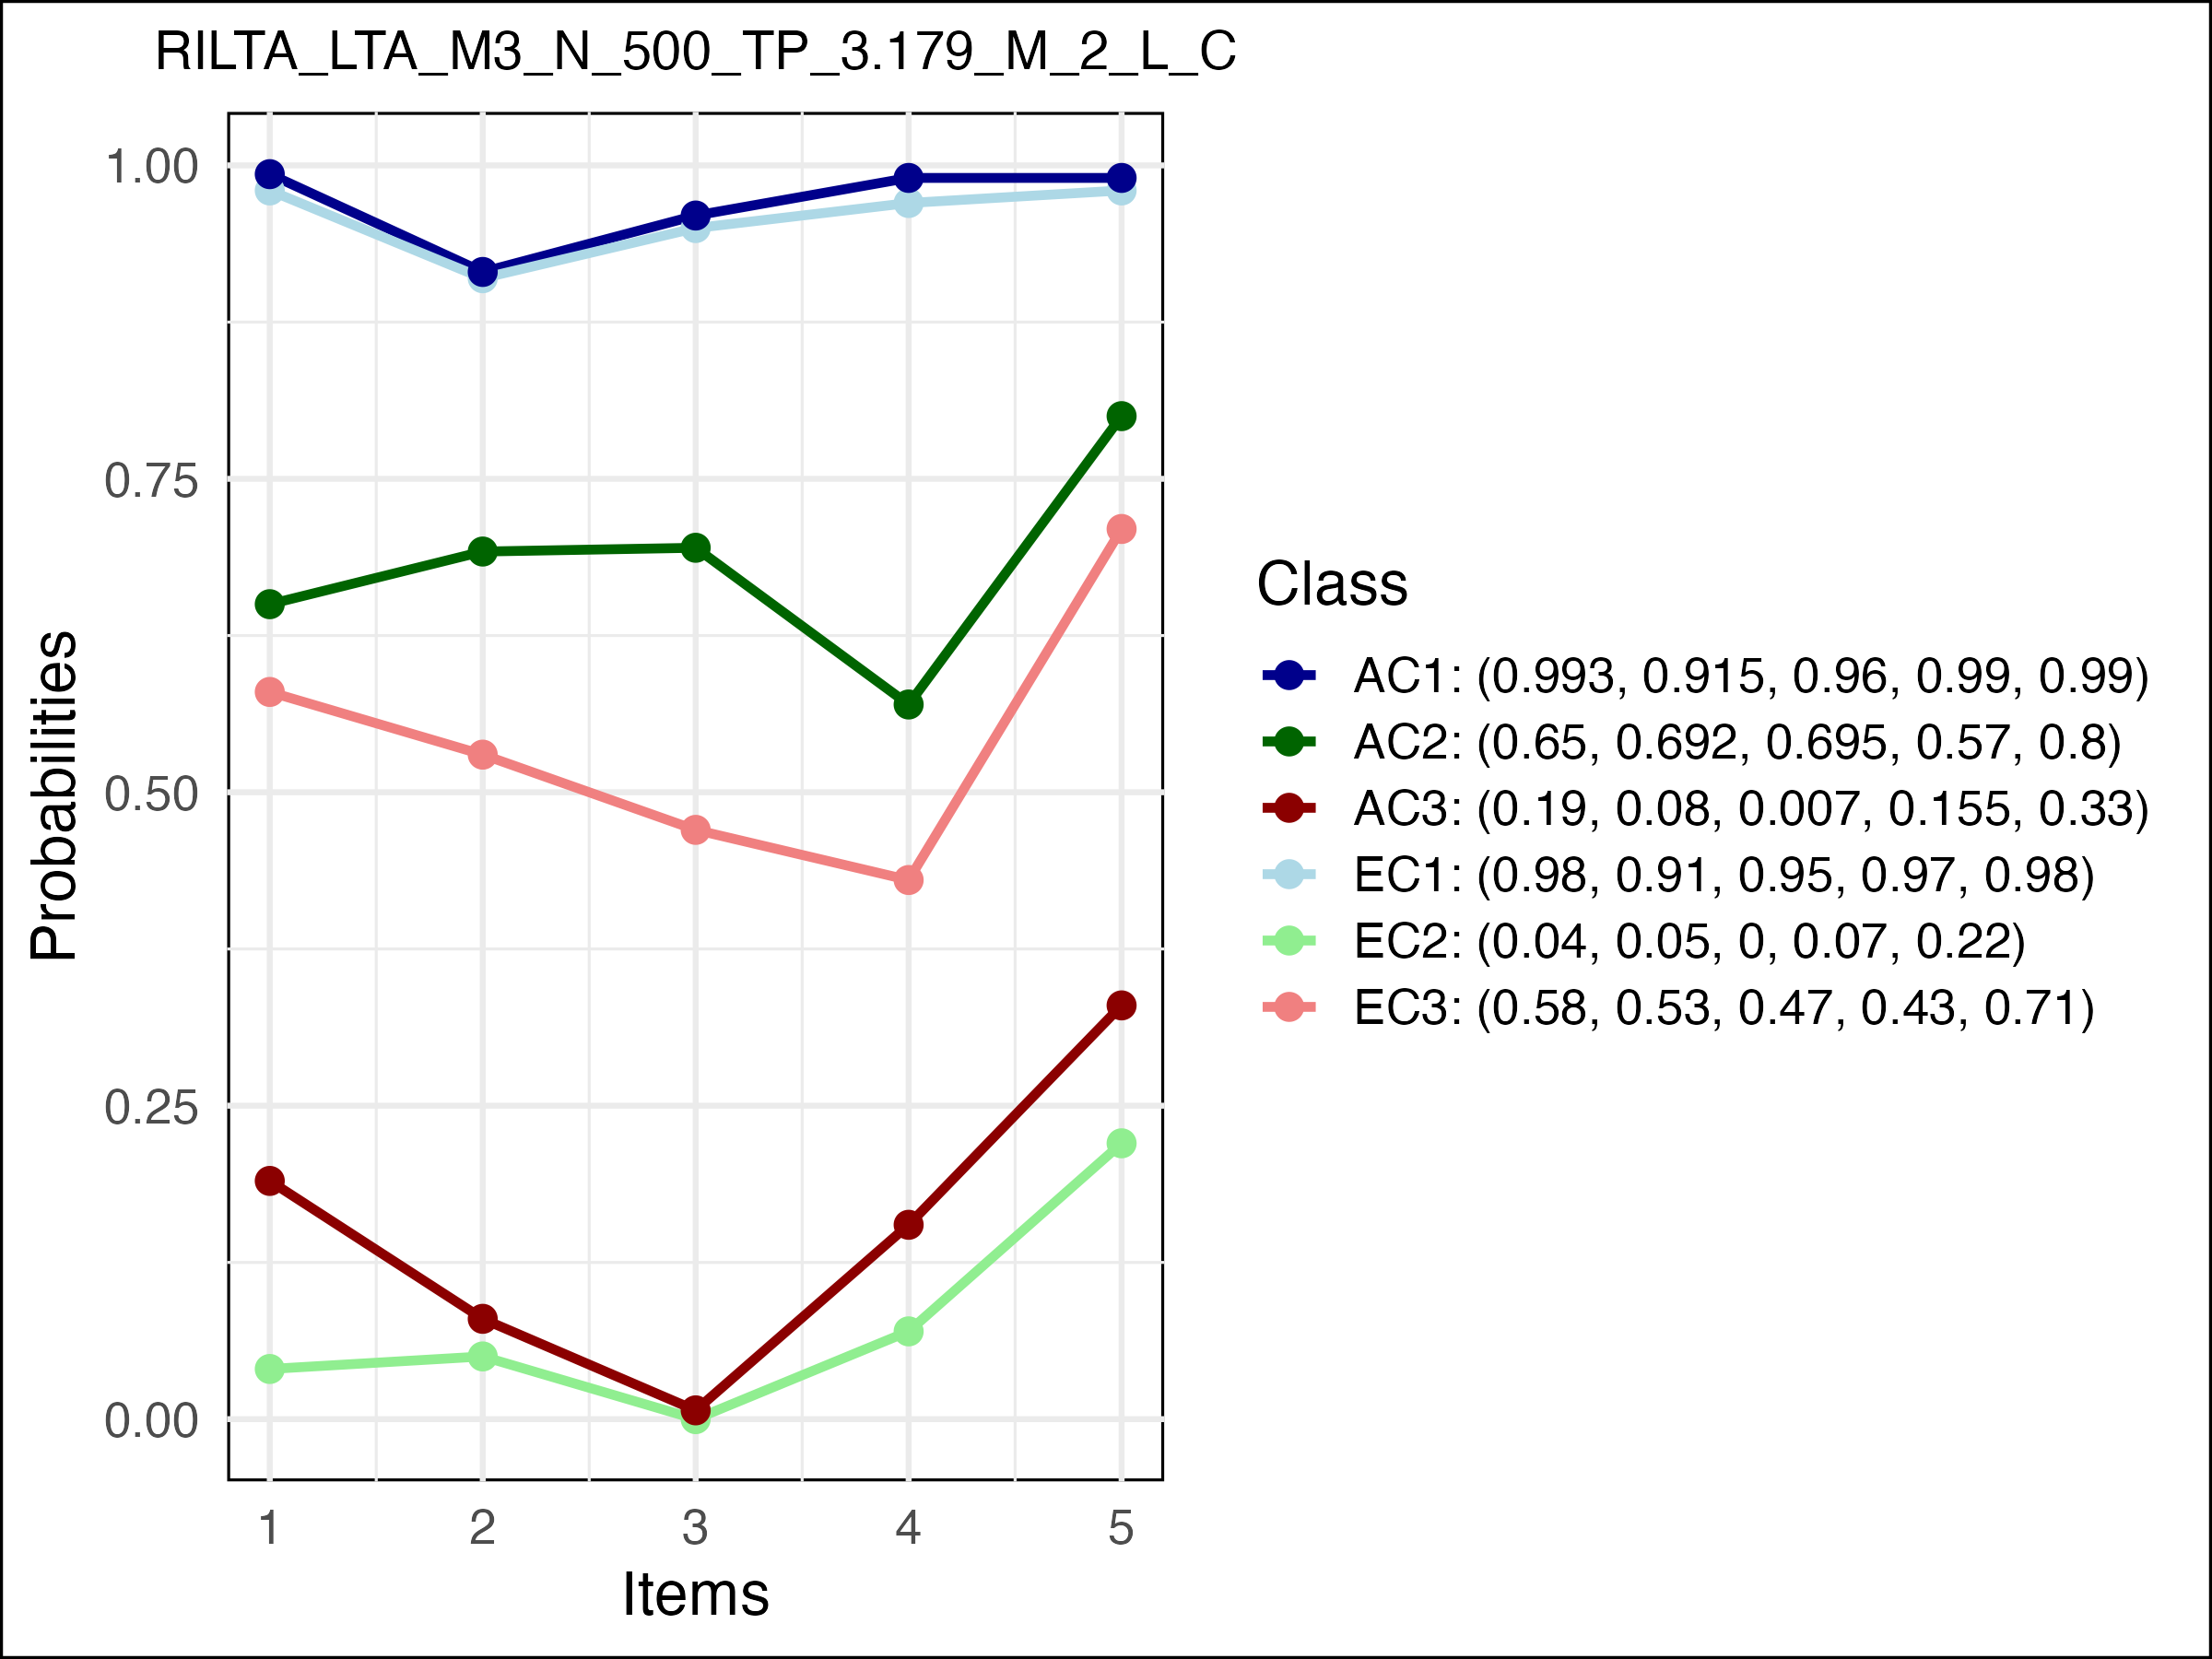 RILTA_LTA_M3_N_500_TP_3.179_M_2_L_C
1.00
0.75
0.50
0.25
0.00
Probabilities
1 2 3 4 5
Items
Class
AC1: (0.993, 0.915, 0.96, 0.99, 0.99)
AC2: (0.65, 0.692, 0.695, 0.57, 0.8)
AC3: (0.19, 0.08, 0.007, 0.155, 0.33)
EC1: (0.98, 0.91, 0.95, 0.97, 0.98)
EC2: (0.04, 0.05, 0, 0.07, 0.22)
EC3: (0.58, 0.53, 0.47, 0.43, 0.71)